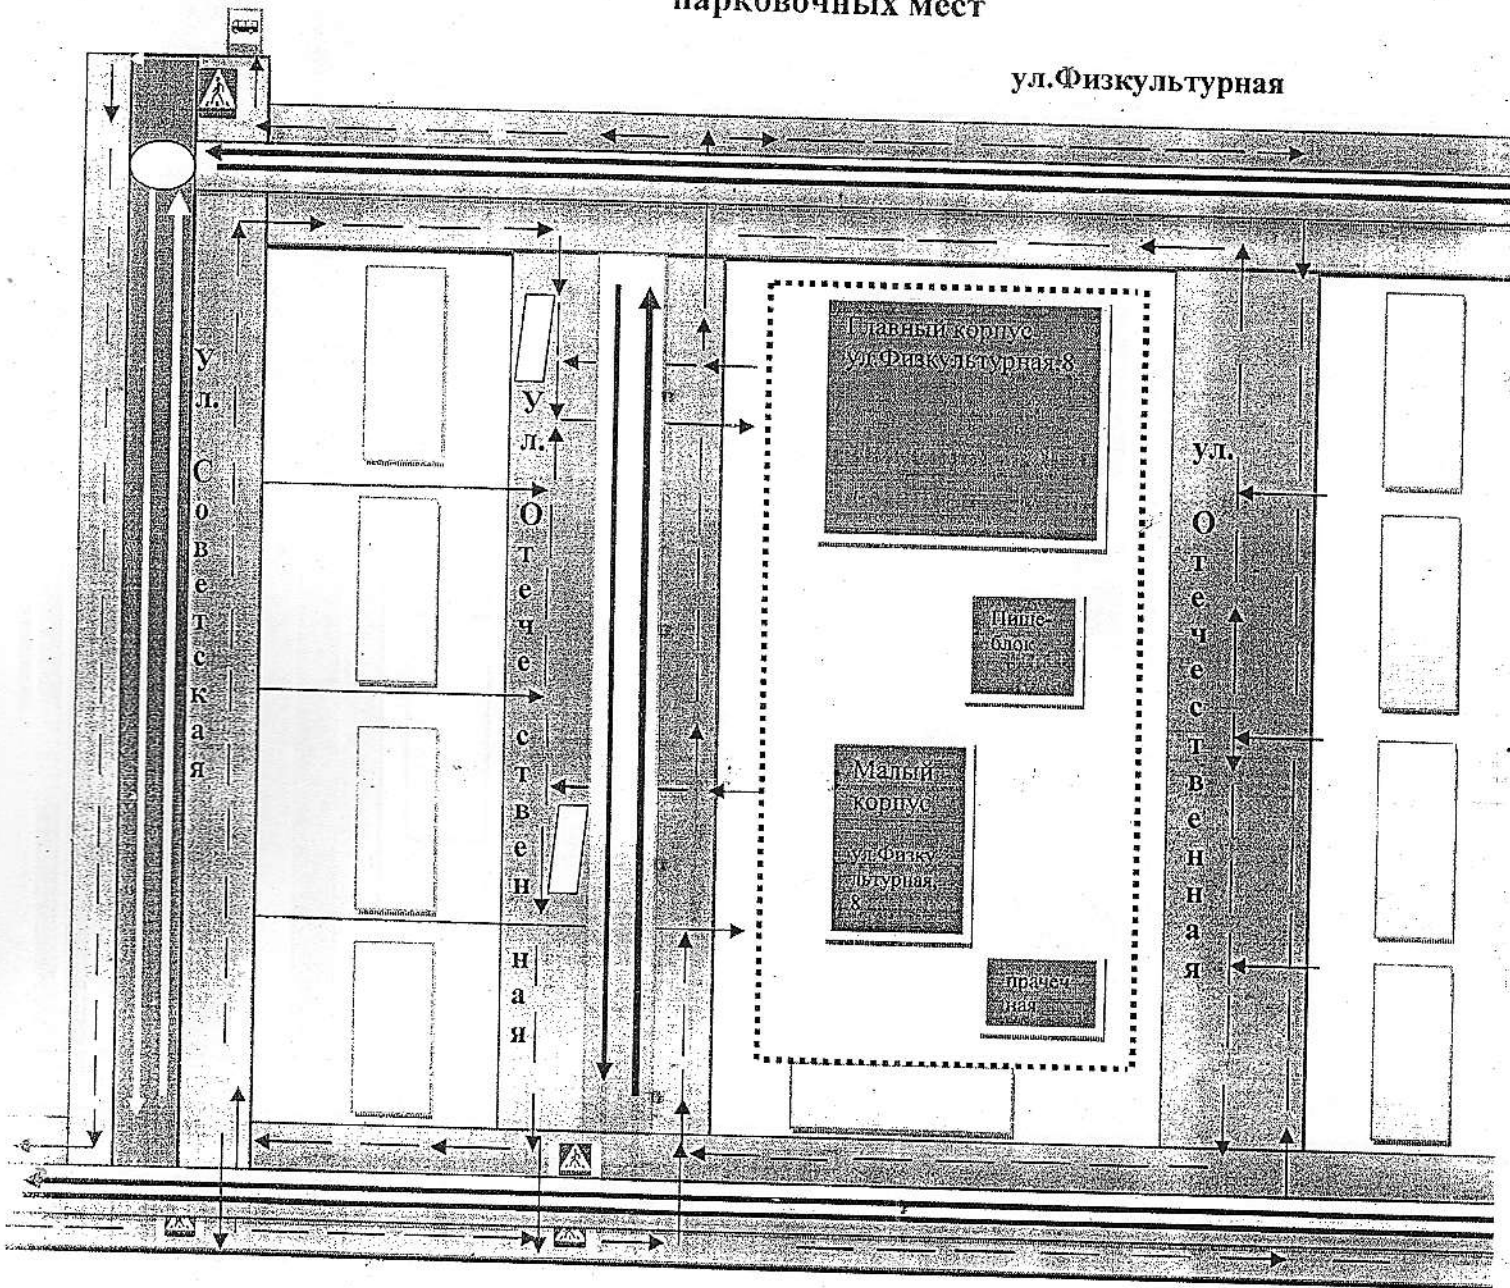 парковочных мест
ул.Физкультурная
Главный корпус
ул.Физкультурная,8
Ул. Советская
Ул. Отечественная
ул. Отечественная
Пище-
блок
Малый
корпус
ул.Физку
льтурная,
8
прачеч
ная